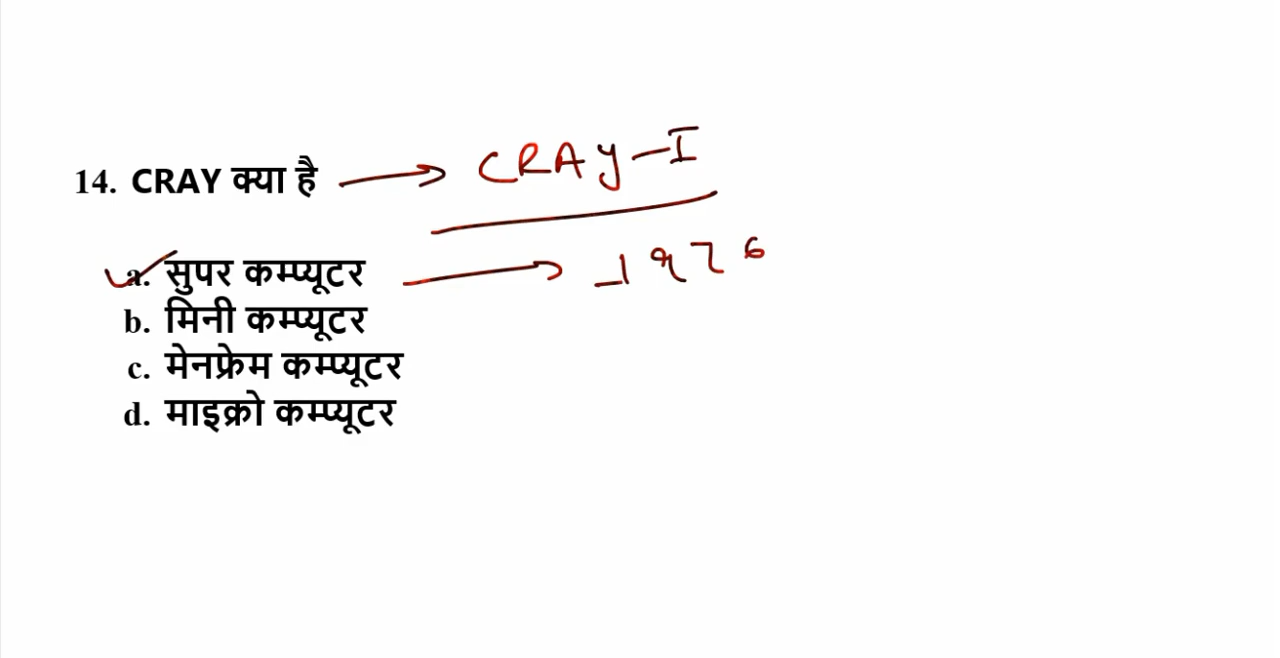 14. CRAY क्या है → CRAY-I
a. सुपर कम्प्यूटर → 1976
b. मिनी कम्प्यूटर
c. मेनफ्रेम कम्प्यूटर
d. माइक्रो कम्प्यूटर